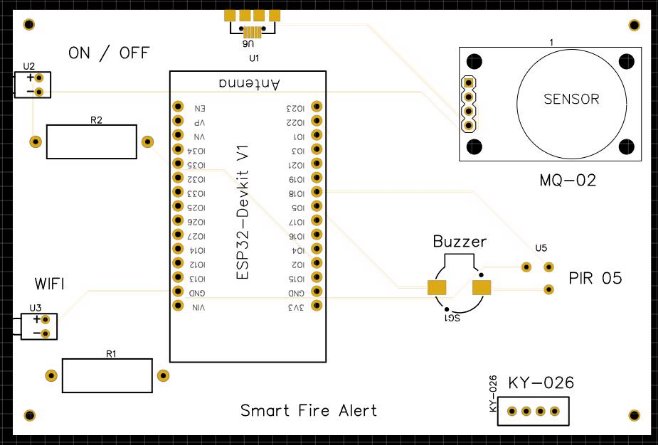 U6
ON / OFF
U1
1
U2
+
-
Antenna
SENSOR
R2
EN
VP
VN
IO34
IO35
IO32
IO33
IO25
IO26
IO27
IO14
IO12
IO13
GND
VIN
ESP32-Devkit V1
IO23
IO22
IO1
IO3
IO21
IO19
IO18
IO5
IO17
IO16
IO4
IO2
IO15
GND
3V3
MQ-02
Buzzer
U5
PIR 05
SG1
WIFI
U3
+
-
R1
KY-026
KY-026
Smart Fire Alert